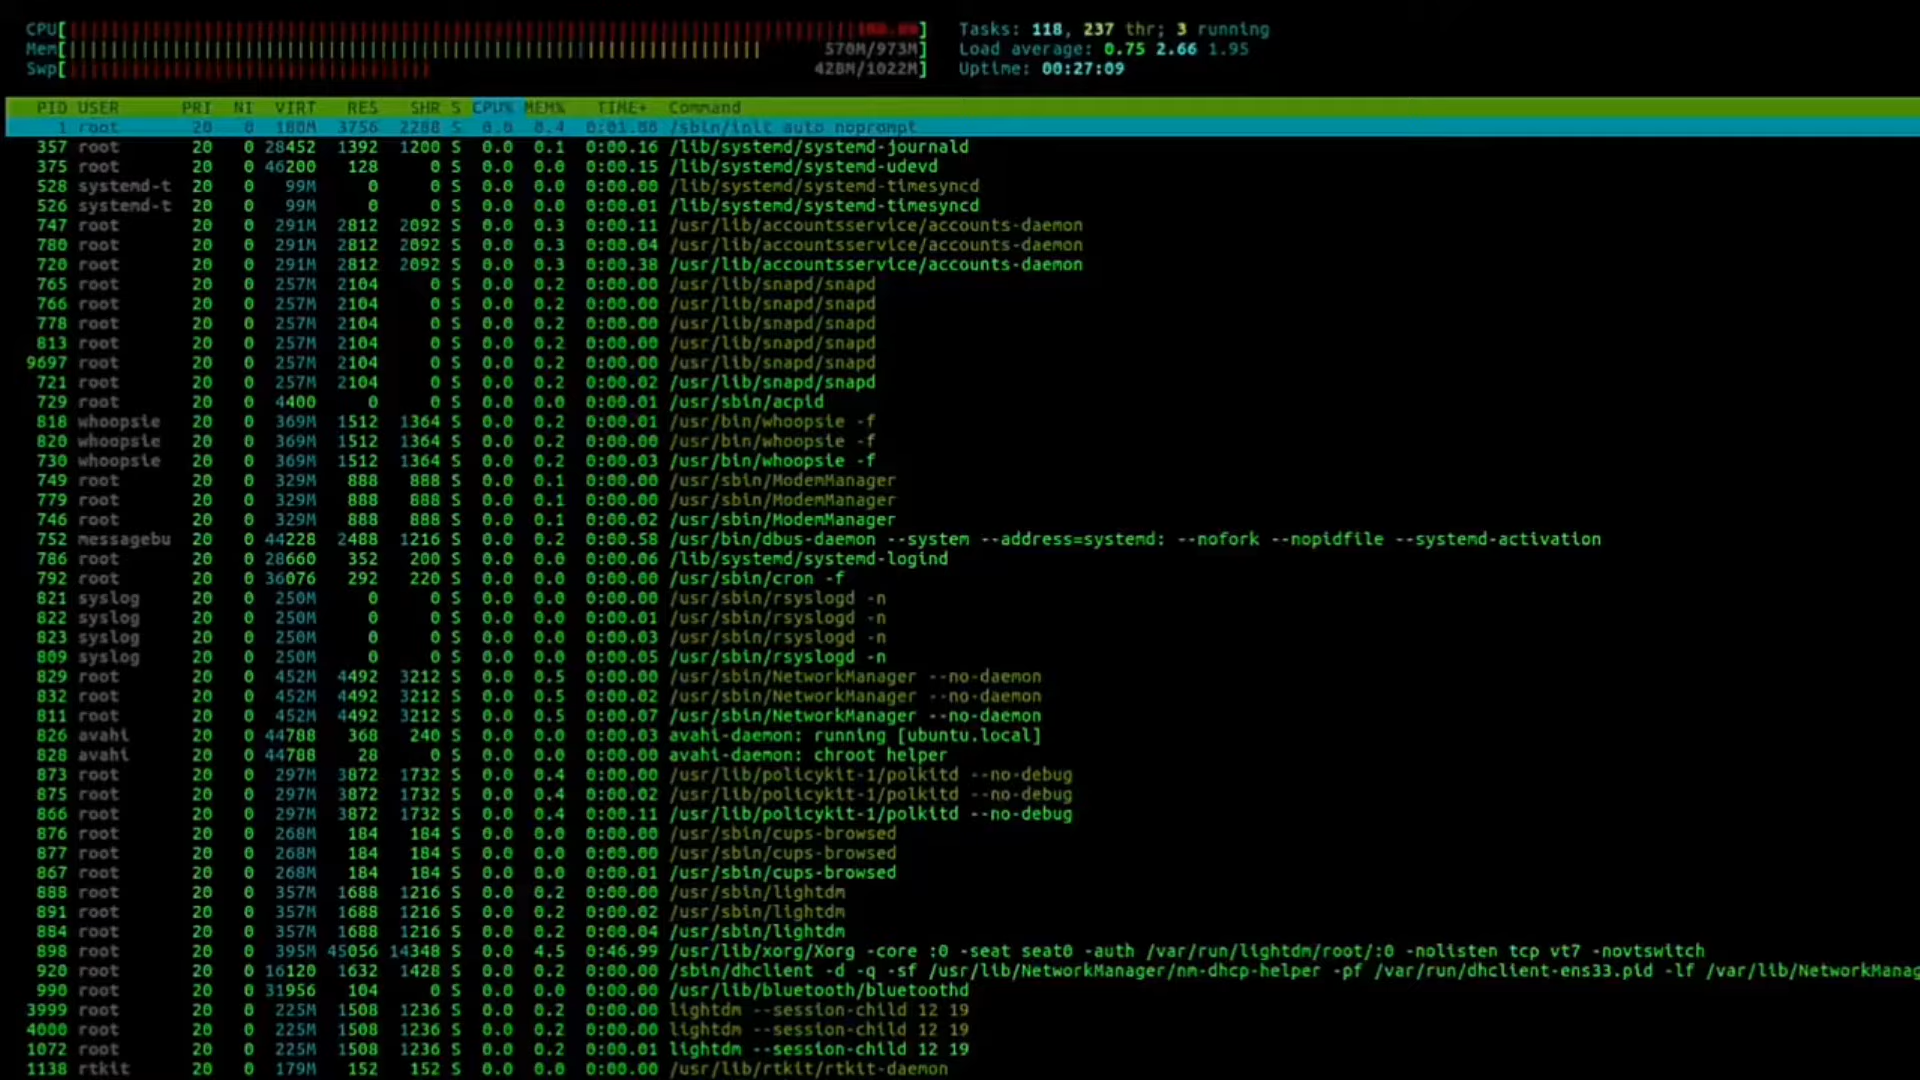 CPU[ 100.0%] Tasks: 118, 237 thr; 3 running
Mem[ 570M/973M] Load average: 0.75 2.66 1.95
Swp[ 428M/1022M] Uptime: 00:27:09
PID USER PRI NI VIRT RES SHR S CPU% MEM% TIME+ Command
1 root 20 0 180M 3756 2288 S 0.0 0.4 0:01.80 /sbin/init auto noprompt
357 root 20 0 28452 1392 1200 S 0.0 0.1 0:00.16 /lib/systemd/systemd-journald
375 root 20 0 46200 128 0 S 0.0 0.0 0:00.15 /lib/systemd/systemd-udevd
528 systemd-t 20 0 99M 0 0 S 0.0 0.0 0:00.00 /lib/systemd/systemd-timesyncd
526 systemd-t 20 0 99M 0 0 S 0.0 0.0 0:00.01 /lib/systemd/systemd-timesyncd
747 root 20 0 291M 2812 2092 S 0.0 0.3 0:00.11 /usr/lib/accountsservice/accounts-daemon
780 root 20 0 291M 2812 2092 S 0.0 0.3 0:00.04 /usr/lib/accountsservice/accounts-daemon
720 root 20 0 291M 2812 2092 S 0.0 0.3 0:00.38 /usr/lib/accountsservice/accounts-daemon
765 root 20 0 257M 2104 0 S 0.0 0.2 0:00.00 /usr/lib/snapd/snapd
766 root 20 0 257M 2104 0 S 0.0 0.2 0:00.00 /usr/lib/snapd/snapd
778 root 20 0 257M 2104 0 S 0.0 0.2 0:00.00 /usr/lib/snapd/snapd
813 root 20 0 257M 2104 0 S 0.0 0.2 0:00.00 /usr/lib/snapd/snapd
9697 root 20 0 257M 2104 0 S 0.0 0.2 0:00.00 /usr/lib/snapd/snapd
721 root 20 0 257M 2104 0 S 0.0 0.2 0:00.02 /usr/lib/snapd/snapd
729 root 20 0 4400 0 0 S 0.0 0.0 0:00.01 /usr/sbin/acpid
818 whoopsie 20 0 369M 1512 1364 S 0.0 0.2 0:00.01 /usr/bin/whoopsie -f
820 whoopsie 20 0 369M 1512 1364 S 0.0 0.2 0:00.00 /usr/bin/whoopsie -f
730 whoopsie 20 0 369M 1512 1364 S 0.0 0.2 0:00.03 /usr/bin/whoopsie -f
749 root 20 0 329M 888 888 S 0.0 0.1 0:00.00 /usr/sbin/ModemManager
779 root 20 0 329M 888 888 S 0.0 0.1 0:00.00 /usr/sbin/ModemManager
746 root 20 0 329M 888 888 S 0.0 0.1 0:00.02 /usr/sbin/ModemManager
752 messagebu 20 0 44228 2488 1216 S 0.0 0.2 0:00.58 /usr/bin/dbus-daemon --system --address=systemd: --nofork --nopidfile --systemd-activation
786 root 20 0 28660 352 200 S 0.0 0.0 0:00.06 /lib/systemd/systemd-logind
792 root 20 0 36076 292 220 S 0.0 0.0 0:00.00 /usr/sbin/cron -f
821 syslog 20 0 250M 0 0 S 0.0 0.0 0:00.00 /usr/sbin/rsyslogd -n
822 syslog 20 0 250M 0 0 S 0.0 0.0 0:00.01 /usr/sbin/rsyslogd -n
823 syslog 20 0 250M 0 0 S 0.0 0.0 0:00.03 /usr/sbin/rsyslogd -n
809 syslog 20 0 250M 0 0 S 0.0 0.0 0:00.05 /usr/sbin/rsyslogd -n
829 root 20 0 452M 4492 3212 S 0.0 0.5 0:00.00 /usr/sbin/NetworkManager --no-daemon
832 root 20 0 452M 4492 3212 S 0.0 0.5 0:00.02 /usr/sbin/NetworkManager --no-daemon
811 root 20 0 452M 4492 3212 S 0.0 0.5 0:00.07 /usr/sbin/NetworkManager --no-daemon
826 avahi 20 0 44788 368 240 S 0.0 0.0 0:00.03 avahi-daemon: running [ubuntu.local]
828 avahi 20 0 44788 28 0 S 0.0 0.0 0:00.00 avahi-daemon: chroot helper
873 root 20 0 297M 3872 1732 S 0.0 0.4 0:00.00 /usr/lib/policykit-1/polkitd --no-debug
875 root 20 0 297M 3872 1732 S 0.0 0.4 0:00.02 /usr/lib/policykit-1/polkitd --no-debug
866 root 20 0 297M 3872 1732 S 0.0 0.4 0:00.11 /usr/lib/policykit-1/polkitd --no-debug
876 root 20 0 268M 184 184 S 0.0 0.0 0:00.00 /usr/sbin/cups-browsed
877 root 20 0 268M 184 184 S 0.0 0.0 0:00.00 /usr/sbin/cups-browsed
867 root 20 0 268M 184 184 S 0.0 0.0 0:00.01 /usr/sbin/cups-browsed
888 root 20 0 357M 1688 1216 S 0.0 0.2 0:00.00 /usr/sbin/lightdm
891 root 20 0 357M 1688 1216 S 0.0 0.2 0:00.02 /usr/sbin/lightdm
884 root 20 0 357M 1688 1216 S 0.0 0.2 0:00.04 /usr/sbin/lightdm
898 root 20 0 395M 45056 14348 S 0.0 4.5 0:46.99 /usr/lib/xorg/Xorg -core :0 -seat seat0 -auth /var/run/lightdm/root/:0 -nolisten tcp vt7 -novtswitch
920 root 20 0 16120 1632 1428 S 0.0 0.2 0:00.00 /sbin/dhclient -d -q -sf /usr/lib/NetworkManager/nm-dhcp-helper -pf /var/run/dhclient-ens33.pid -lf /var/lib/NetworkManag
990 root 20 0 31956 104 0 S 0.0 0.0 0:00.00 /usr/lib/bluetooth/bluetoothd
3999 root 20 0 225M 1508 1236 S 0.0 0.2 0:00.00 lightdm --session-child 12 19
4000 root 20 0 225M 1508 1236 S 0.0 0.2 0:00.00 lightdm --session-child 12 19
1072 root 20 0 225M 1508 1236 S 0.0 0.2 0:00.01 lightdm --session-child 12 19
1138 rtkit 20 0 179M 152 152 S 0.0 0.0 0:00.00 /usr/lib/rtkit/rtkit-daemon